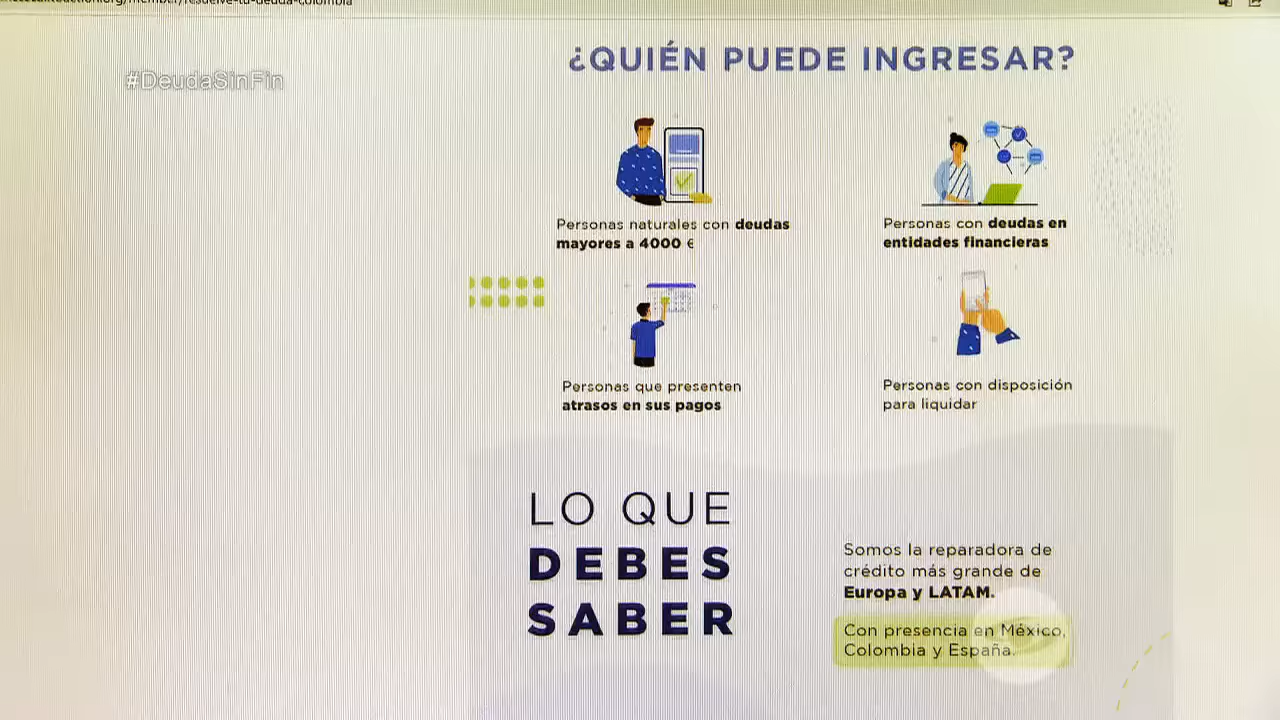 #DeudaSinFin
¿QUIÉN PUEDE INGRESAR?
Personas naturales con deudas
mayores a 4000 €
Personas con deudas en
entidades financieras
Personas que presenten
atrasos en sus pagos
Personas con disposición
para liquidar
LO QUE
DEBES
SABER
Somos la reparadora de
crédito más grande de
Europa y LATAM.
Con presencia en México,
Colombia y España.